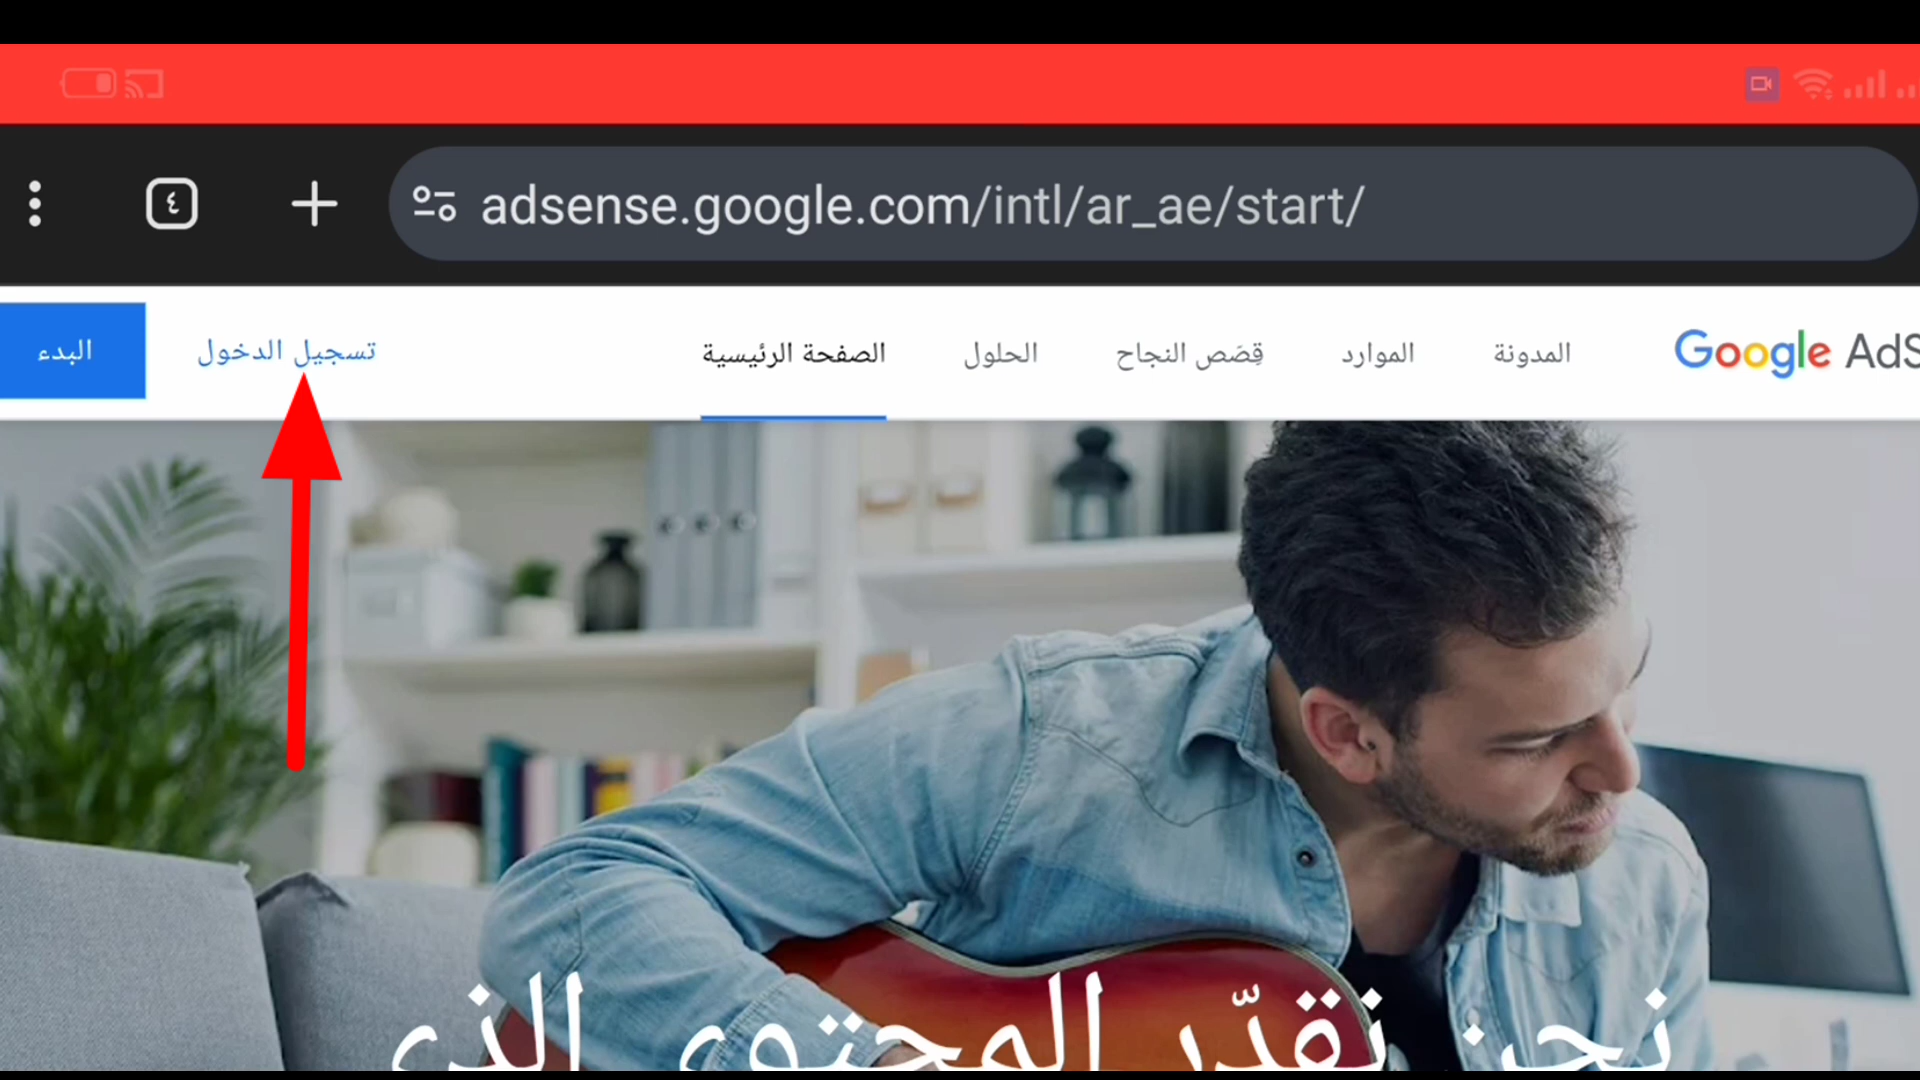 ٤
adsense.google.com/intl/ar_ae/start/
Google AdS
المدونة
الموارد
قِصَص النجاح
الحلول
الصفحة الرئيسية
تسجيل الدخول
البدء
نحن نقدّر المحتوى الذي